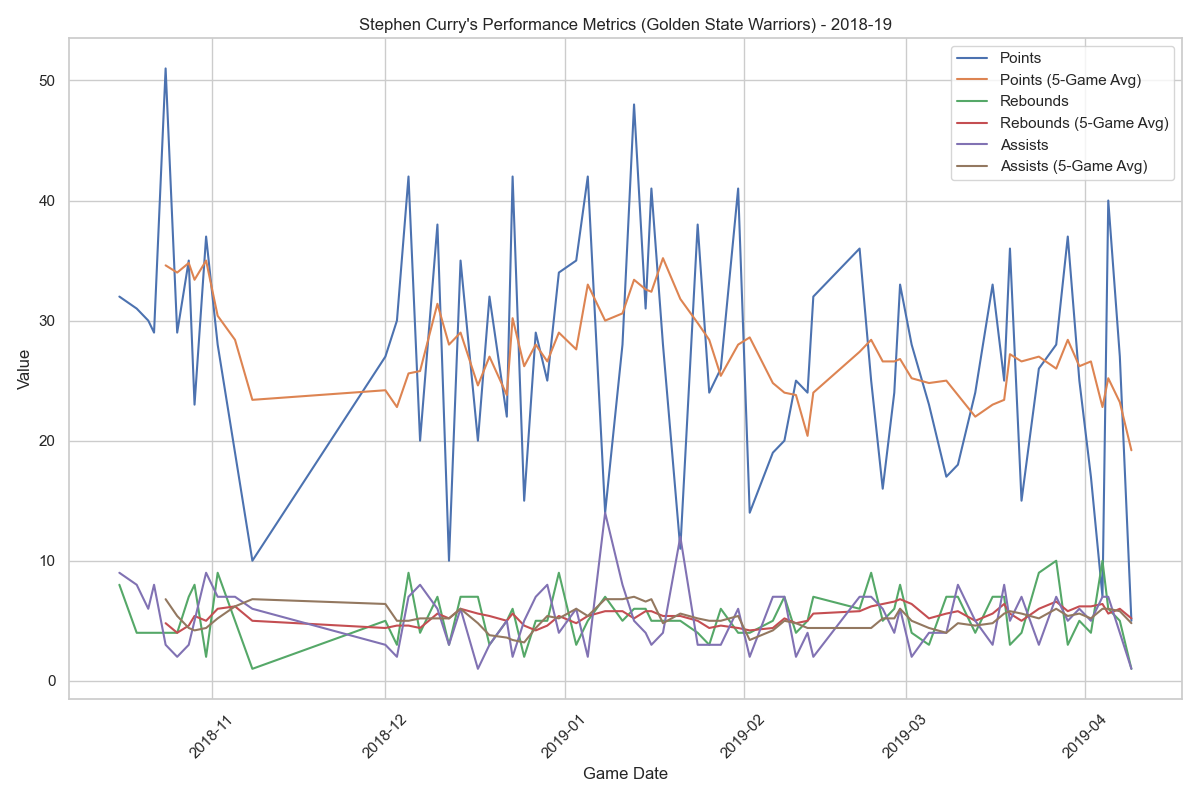 Stephen Curry's Performance Metrics (Golden State Warriors) - 2018-19
Points
Points (5-Game Avg)
Rebounds
Rebounds (5-Game Avg)
Assists
Assists (5-Game Avg)
Value
50
40
30
20
10
0
2018-11
2018-12
2019-01
2019-02
2019-03
2019-04
Game Date